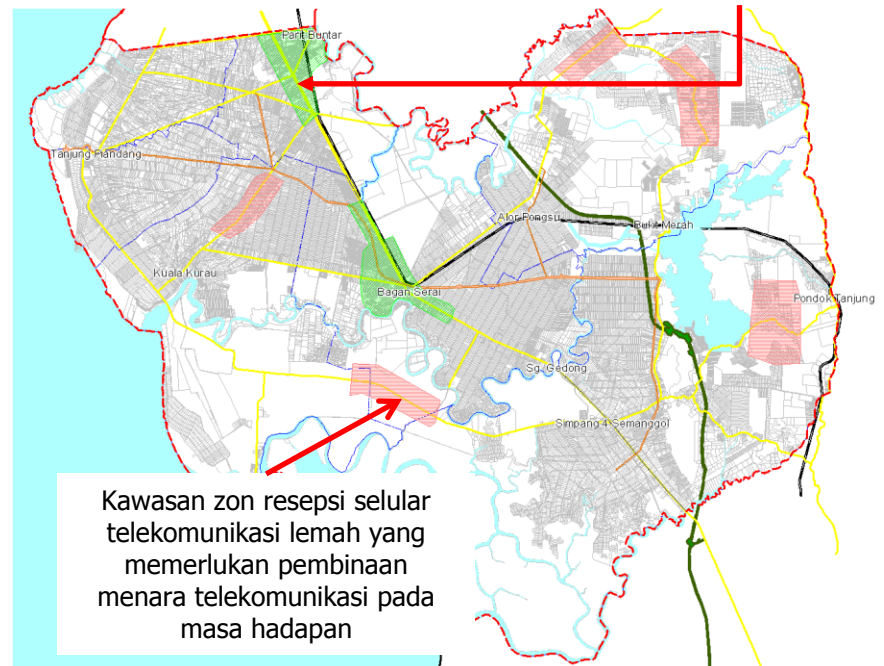 Parit Buntar
Tanjung Piandang
Alor Pongsu
Bukit Merah
Kuala Kurau
Bagan Serai
Pondok Tanjung
Sg. Gedong
Simpang 4 Semanggol
Kawasan zon resepsi selular
telekomunikasi lemah yang
memerlukan pembinaan
menara telekomunikasi pada
masa hadapan